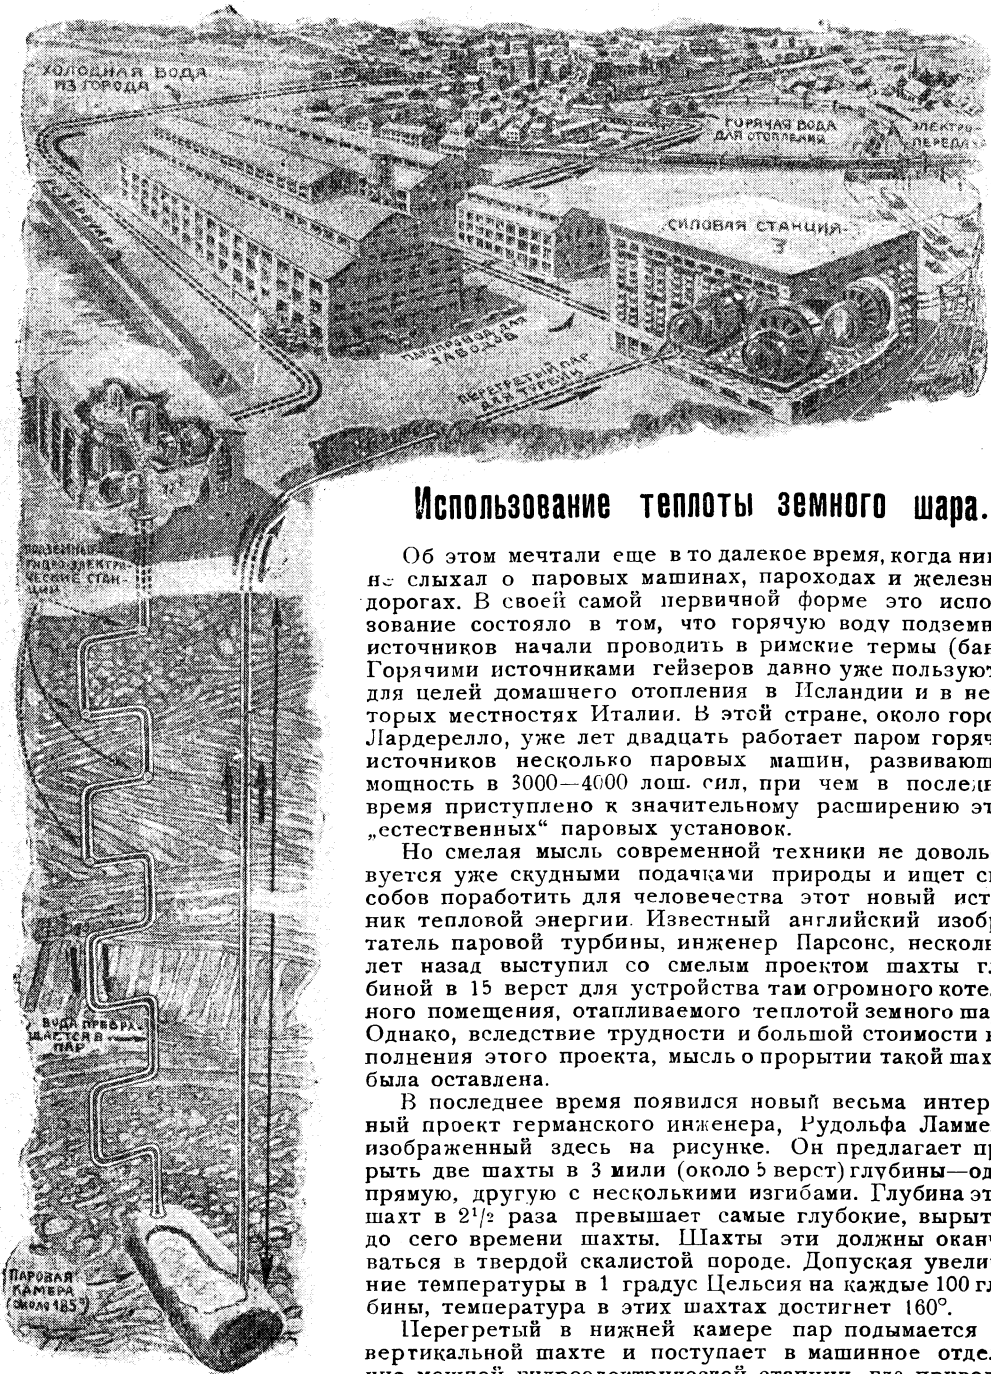 ХОЛОДНАЯ ВОДА
ИЗ ГОРОДА
ГОРЯЧАЯ ВОДА
ДЛЯ ОТОПЛЕНИЯ
ЭЛЕКТРО-
ПЕРЕДАЧА
СИЛОВАЯ СТАНЦИЯ
ПАРОПРОВОД ДЛЯ
ЗАВОДОВ
ПЕРЕГРЕТЫЙ ПАР
ДЛЯ ТУРБИН
ПОДЗЕМНЫЕ
ГИДРО-ЭЛЕКТРИ-
ЧЕСКИЕ СТАН-
ЦИИ
ВОДА ПРЕВРА-
ЩАЕТСЯ В
ПАР
ПАРОВАЯ
КАМЕРА
(около 185°)
Использование теплоты земного шара.
Об этом мечтали еще в то далекое время, когда ник
не слыхал о паровых машинах, пароходах и железн
дорогах. В своей самой первичной форме это испо
зование состояло в том, что горячую воду подземн
источников начали проводить в римские термы (бан
Горячими источниками гейзеров давно уже пользуют
для целей домашнего отопления в Исландии и в не
торых местностях Италии. В этой стране, около горо
Лардерелло, уже лет двадцать работает паром горяч
источников несколько паровых машин, развивающ
мощность в 3000—4000 лош. сил, при чем в последн
время приступлено к значительному расширению эт
„естественных“ паровых установок.
Но смелая мысль современной техники не доволь
вуется уже скудными подачками природы и ищет сп
собов поработить для человечества этот новый ист
ник тепловой энергии. Известный английский изобр
татель паровой турбины, инженер Парсонс, несколь
лет назад выступил со смелым проектом шахты гл
биной в 15 верст для устройства там огромного коте
ного помещения, отапливаемого теплотой земного ша
Однако, вследствие трудности и большой стоимости в
полнения этого проекта, мысль о прорытии такой шах
была оставлена.
В последнее время появился новый весьма интер
ный проект германского инженера, Рудольфа Ламме
изображенный здесь на рисунке. Он предлагает пр
рыть две шахты в 3 мили (около 5 верст) глубины—од
прямую, другую с несколькими изгибами. Глубина эт
шахт в 2¹/₂ раза превышает самые глубокие, вырыт
до сего времени шахты. Шахты эти должны оканч
ваться в твердой скалистой породе. Допуская увелич
ние температуры в 1 градус Цельсия на каждые 100 гл
бины, температура в этих шахтах достигнет 160°.
Перегретый в нижней камере пар подымается
вертикальной шахте и поступает в машинное отдел